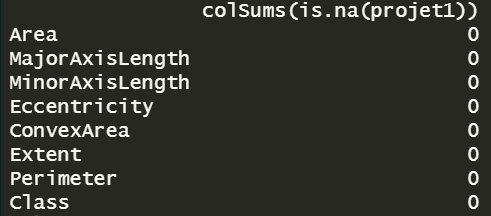 colSums(is.na(projet1))
Area 0
MajorAxisLength 0
MinorAxisLength 0
Eccentricity 0
ConvexArea 0
Extent 0
Perimeter 0
Class 0